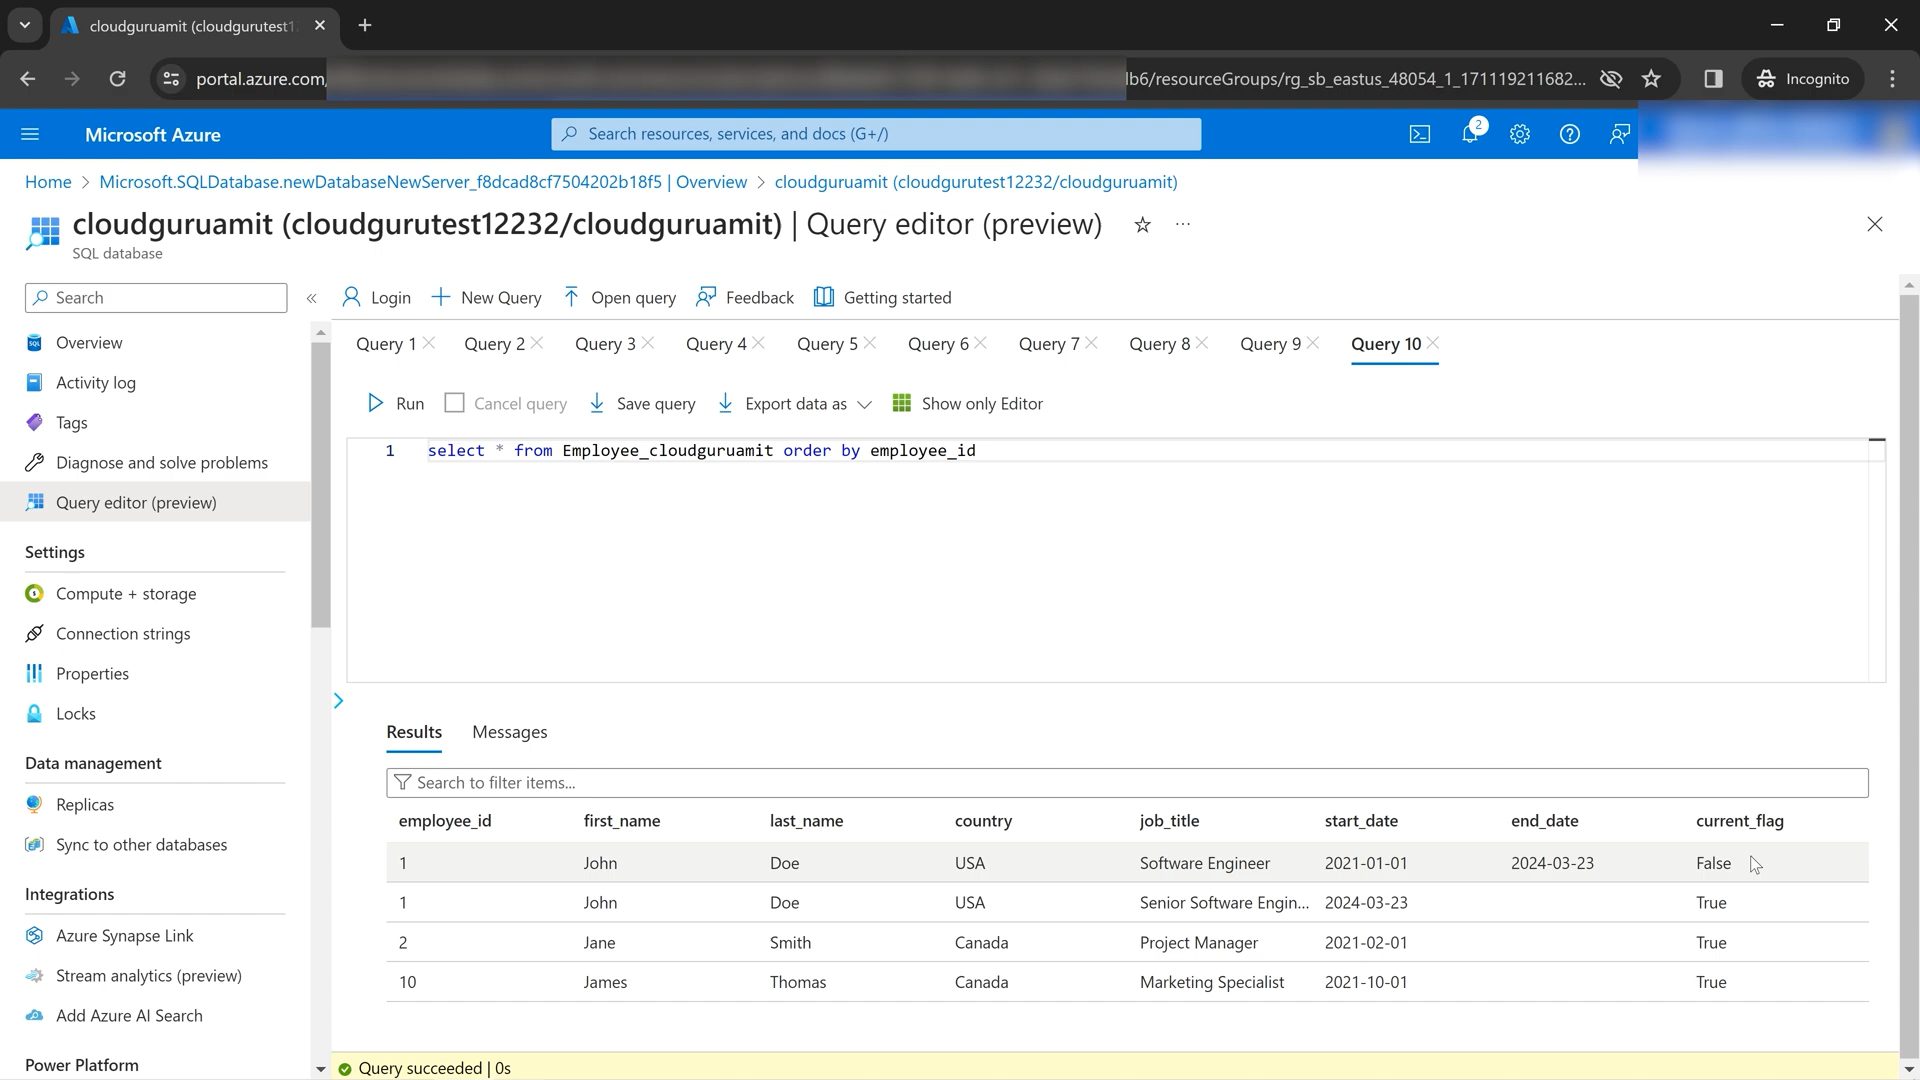 cloudguruamit (cloudgurutest1
portal.azure.com/ lb6/resourceGroups/rg_sb_eastus_48054_1_171119211682... Incognito
Microsoft Azure Search resources, services, and docs (G+/) 2
Home > Microsoft.SQLDatabase.newDatabaseNewServer_f8dcad8cf7504202b18f5 | Overview > cloudguruamit (cloudgurutest12232/cloudguruamit)
cloudguruamit (cloudgurutest12232/cloudguruamit) | Query editor (preview) ...
SQL database
Search « Login New Query Open query Feedback Getting started
Overview
Activity log
Tags
Diagnose and solve problems
Query editor (preview)
Settings
Compute + storage
Connection strings
Properties
Locks
Data management
Replicas
Sync to other databases
Integrations
Azure Synapse Link
Stream analytics (preview)
Add Azure AI Search
Power Platform
Query 1 Query 2 Query 3 Query 4 Query 5 Query 6 Query 7 Query 8 Query 9 Query 10
Run Cancel query Save query Export data as Show only Editor
1 select * from Employee_cloudguruamit order by employee_id
Results Messages
Search to filter items...
employee_id first_name last_name country job_title start_date end_date current_flag
1 John Doe USA Software Engineer 2021-01-01 2024-03-23 False
1 John Doe USA Senior Software Engin... 2024-03-23 True
2 Jane Smith Canada Project Manager 2021-02-01 True
10 James Thomas Canada Marketing Specialist 2021-10-01 True
Query succeeded | 0s